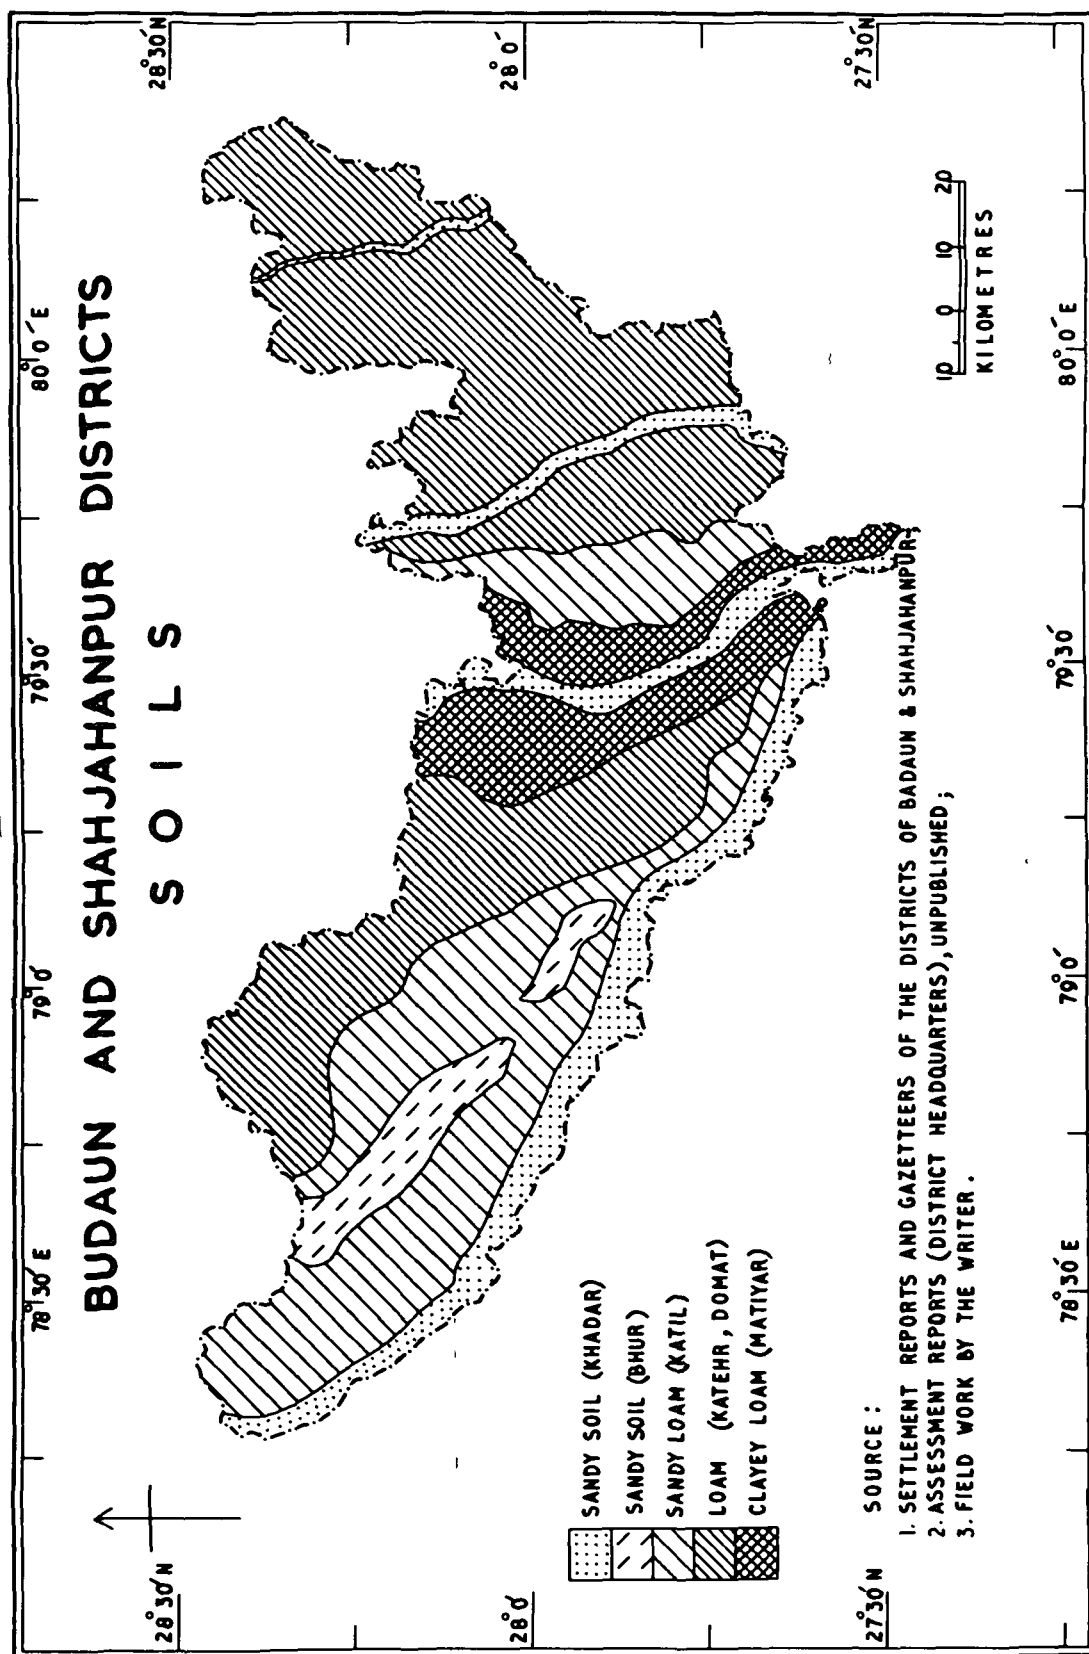 BUDAUN AND SHAHJAHANPUR DISTRICTS
SOILS
78°30′E
79°0′
79°30′
80°0′E
28°30′N
28°0′
27°30′N
28°30′N
28°0′
27°30′N
SANDY SOIL (KHADAR)
SANDY SOIL (BHUR)
SANDY LOAM (KATIL)
LOAM (KATEHR, DOMAT)
CLAYEY LOAM (MATIYAR)
10 0 10 20
KILOMETRES
SOURCE :
1. SETTLEMENT REPORTS AND GAZETTEERS OF THE DISTRICTS OF BADAUN & SHAHJAHANPUR;
2. ASSESSMENT REPORTS (DISTRICT HEADQUARTERS), UNPUBLISHED;
3. FIELD WORK BY THE WRITER.
78°30′E
79°0′
79°30′
80°0′E